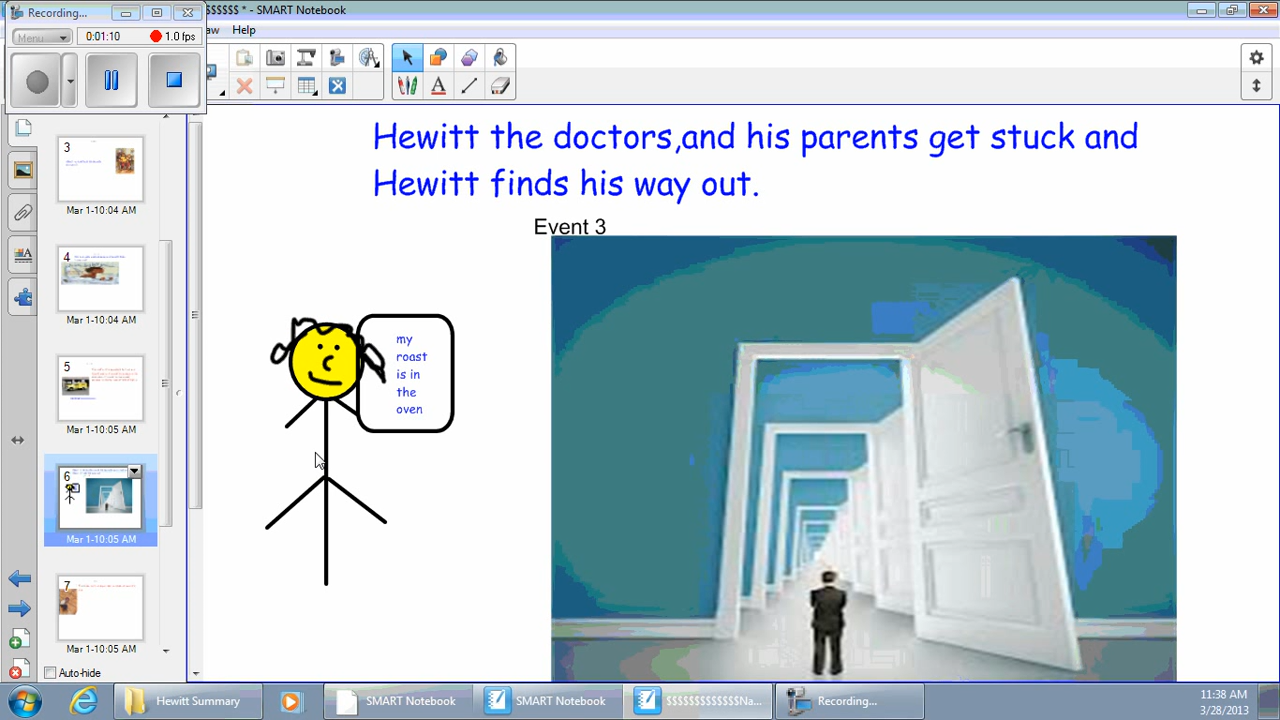 Recording...
$$$$$$ * - SMART Notebook
Menu
0:01:10
1.0 fps
aw
Help
3
Mar 1-10:04 AM
4
Mar 1-10:04 AM
5
Mar 1-10:05 AM
6
Mar 1-10:05 AM
7
Mar 1-10:05 AM
Auto-hide
Hewitt the doctors,and his parents get stuck and
Hewitt finds his way out.
Event 3
my
roast
is in
the
oven
Hewitt Summary
SMART Notebook
SMART Notebook
$$$$$$$$$$$$$Na...
Recording...
11:38 AM
3/28/2013